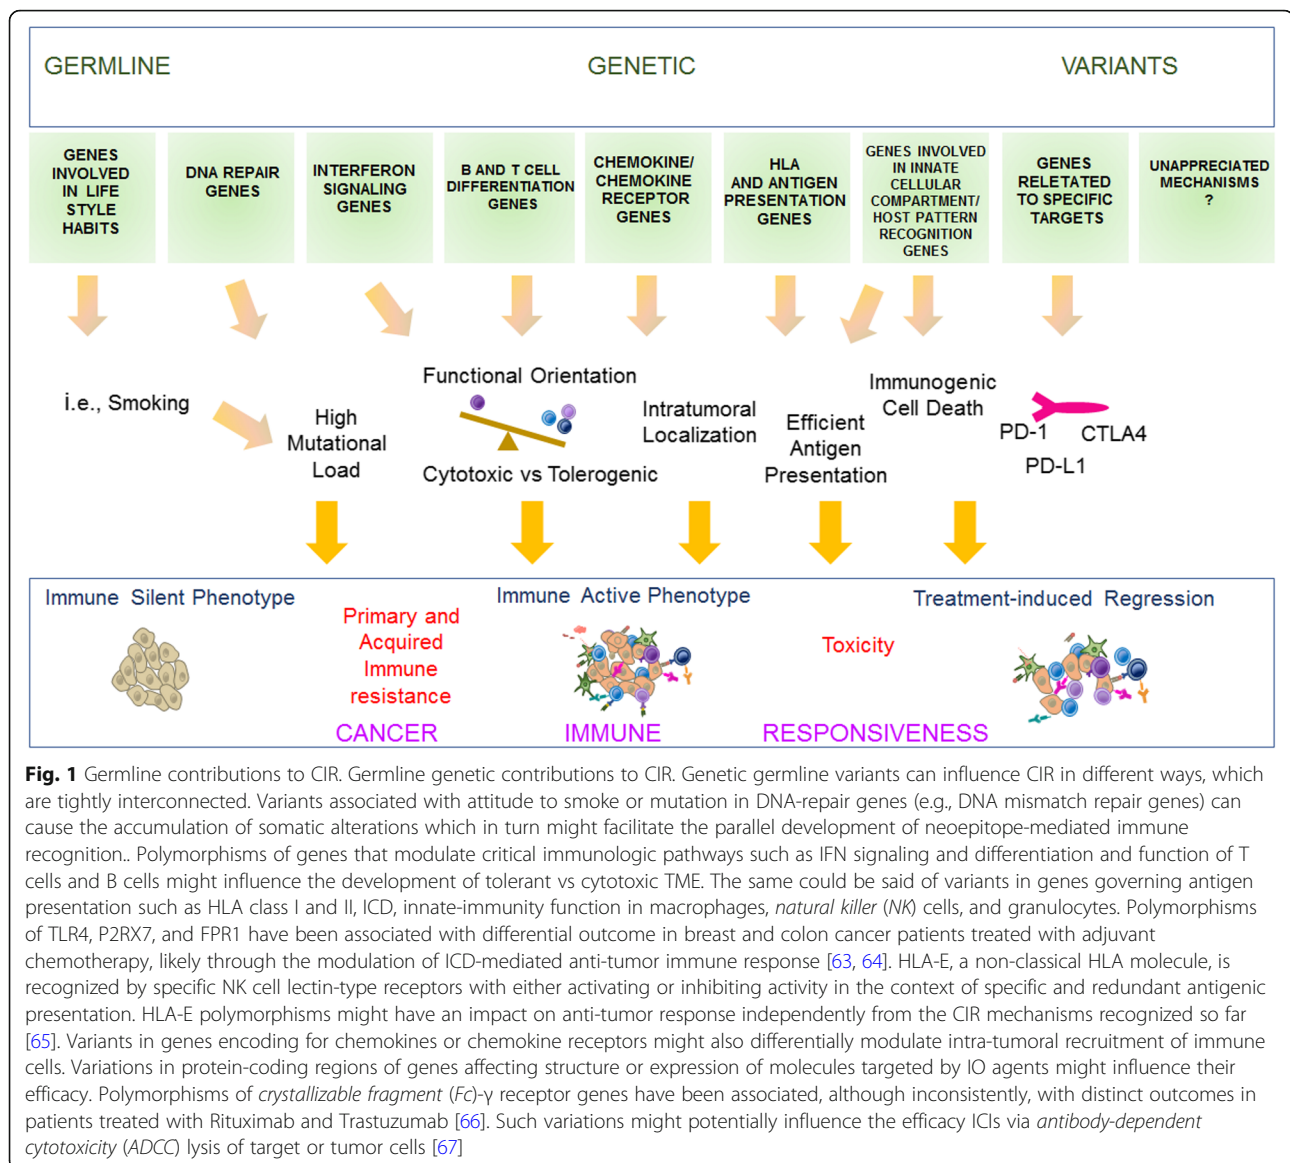 GERMLINE GENETIC VARIANTS
GENES
INVOLVED
IN LIFE
STYLE
HABITS
DNA REPAIR
GENES
INTERFERON
SIGNALING
GENES
B AND T CELL
DIFFERENTIATION
GENES
CHEMOKINE/
CHEMOKINE
RECEPTOR
GENES
HLA
AND ANTIGEN
PRESENTATION
GENES
GENES INVOLVED
IN INNATE
CELLULAR
COMPARTMENT/
HOST PATTERN
RECOGNITION
GENES
GENES
RELETATED
TO SPECIFIC
TARGETS
UNAPPRECIATED
MECHANISMS
?
i.e., Smoking
High
Mutational
Load
Functional Orientation
Cytotoxic vs Tolerogenic
Intratumoral
Localization
Efficient
Antigen
Presentation
Immunogenic
Cell Death
PD-1
CTLA4
PD-L1
Immune Silent Phenotype
Primary and
Acquired
Immune
resistance
Immune Active Phenotype
Toxicity
Treatment-induced Regression
CANCER IMMUNE RESPONSIVENESS
Fig. 1 Germline contributions to CIR. Germline genetic contributions to CIR. Genetic germline variants can influence CIR in different ways, which
are tightly interconnected. Variants associated with attitude to smoke or mutation in DNA-repair genes (e.g., DNA mismatch repair genes) can
cause the accumulation of somatic alterations which in turn might facilitate the parallel development of neoepitope-mediated immune
recognition.. Polymorphisms of genes that modulate critical immunologic pathways such as IFN signaling and differentiation and function of T
cells and B cells might influence the development of tolerant vs cytotoxic TME. The same could be said of variants in genes governing antigen
presentation such as HLA class I and II, ICD, innate-immunity function in macrophages, natural killer (NK) cells, and granulocytes. Polymorphisms
of TLR4, P2RX7, and FPR1 have been associated with differential outcome in breast and colon cancer patients treated with adjuvant
chemotherapy, likely through the modulation of ICD-mediated anti-tumor immune response [63, 64]. HLA-E, a non-classical HLA molecule, is
recognized by specific NK cell lectin-type receptors with either activating or inhibiting activity in the context of specific and redundant antigenic
presentation. HLA-E polymorphisms might have an impact on anti-tumor response independently from the CIR mechanisms recognized so far
[65]. Variants in genes encoding for chemokines or chemokine receptors might also differentially modulate intra-tumoral recruitment of immune
cells. Variations in protein-coding regions of genes affecting structure or expression of molecules targeted by IO agents might influence their
efficacy. Polymorphisms of crystallizable fragment (Fc)-γ receptor genes have been associated, although inconsistently, with distinct outcomes in
patients treated with Rituximab and Trastuzumab [66]. Such variations might potentially influence the efficacy ICIs via antibody-dependent
cytotoxicity (ADCC) lysis of target or tumor cells [67]